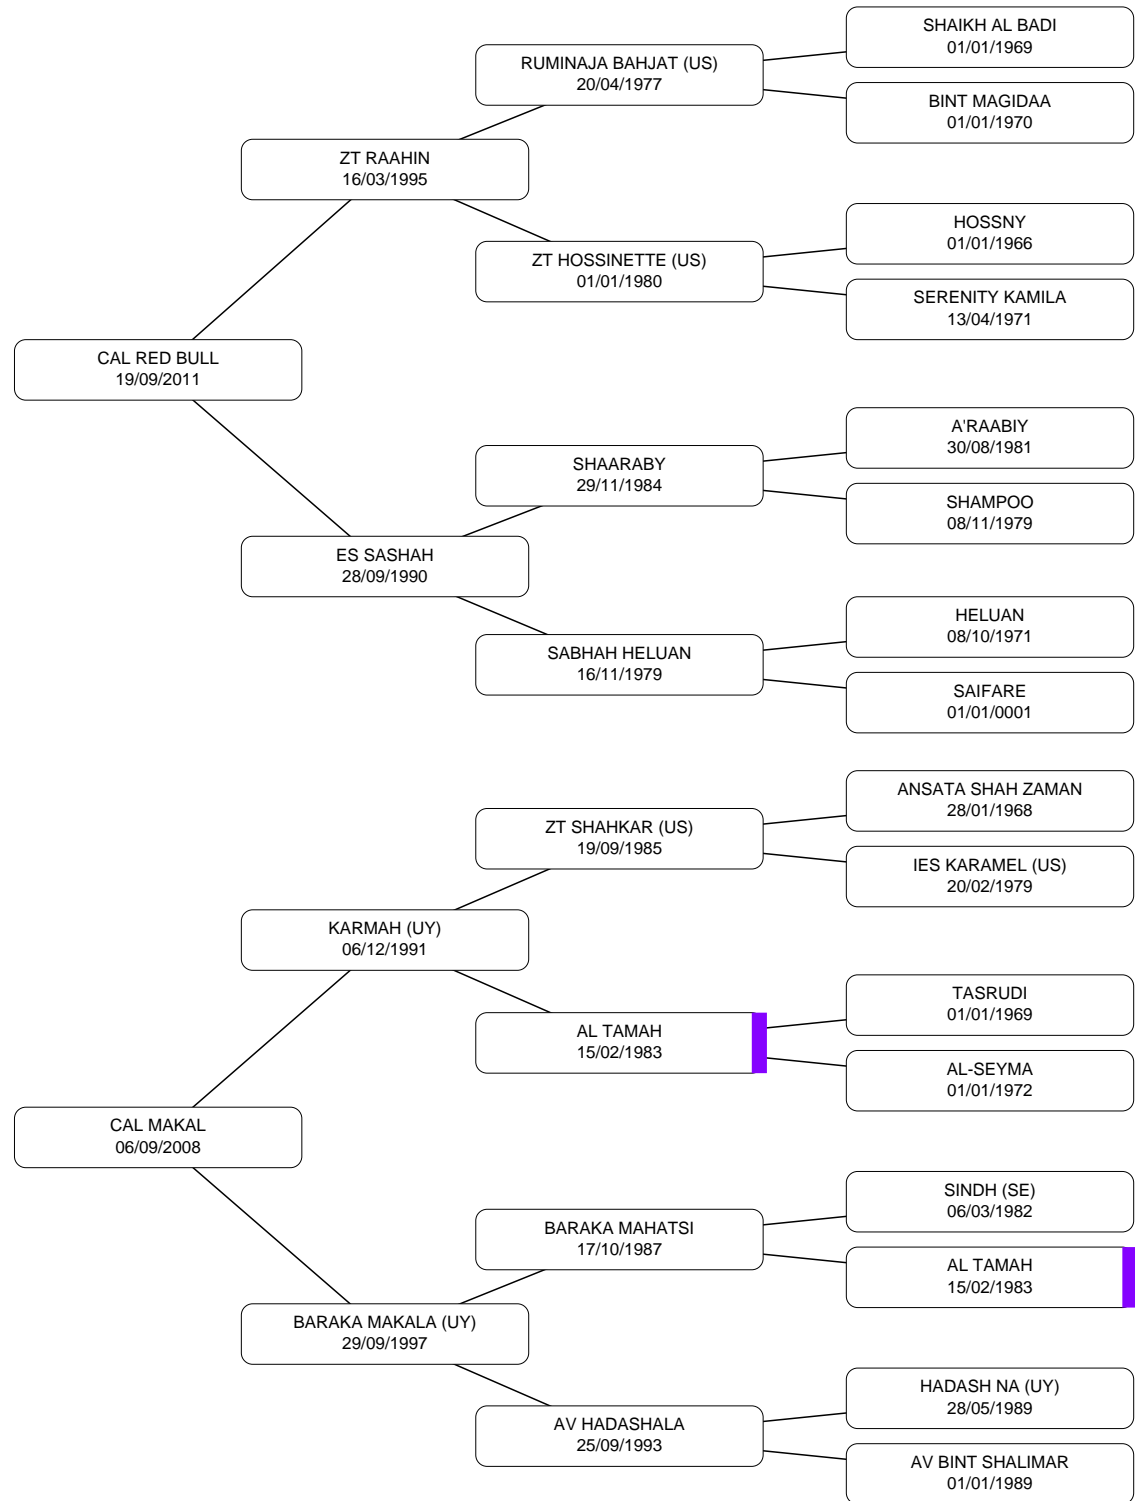 SHAIKH AL BADI
01/01/1969
RUMINAJA BAHJAT (US)
20/04/1977
BINT MAGIDAA
01/01/1970
ZT RAAHIN
16/03/1995
HOSSNY
01/01/1966
ZT HOSSINETTE (US)
01/01/1980
SERENITY KAMILA
13/04/1971
CAL RED BULL
19/09/2011
A'RAABIY
30/08/1981
SHAARABY
29/11/1984
SHAMPOO
08/11/1979
ES SASHAH
28/09/1990
HELUAN
08/10/1971
SABHAH HELUAN
16/11/1979
SAIFARE
01/01/0001
ANSATA SHAH ZAMAN
28/01/1968
ZT SHAHKAR (US)
19/09/1985
IES KARAMEL (US)
20/02/1979
KARMAH (UY)
06/12/1991
TASRUDI
01/01/1969
AL TAMAH
15/02/1983
AL-SEYMA
01/01/1972
CAL MAKAL
06/09/2008
SINDH (SE)
06/03/1982
BARAKA MAHATSI
17/10/1987
AL TAMAH
15/02/1983
BARAKA MAKALA (UY)
29/09/1997
HADASH NA (UY)
28/05/1989
AV HADASHALA
25/09/1993
AV BINT SHALIMAR
01/01/1989